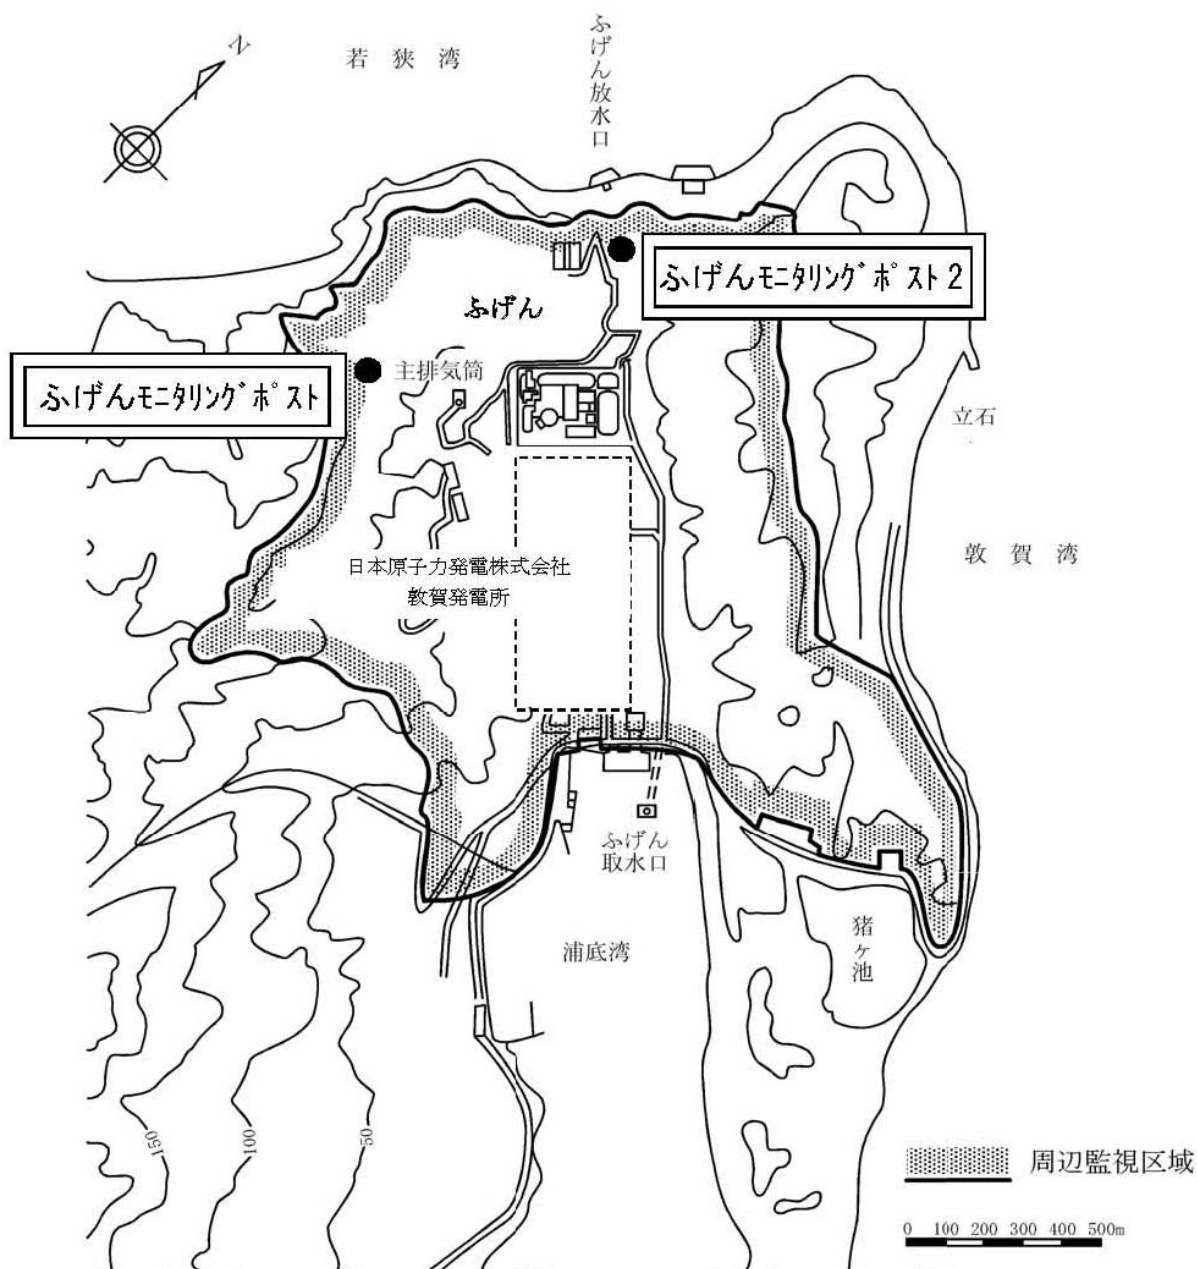 N
若狭湾
ふげん放水口
ふげんモニタリングポスト2
ふげん
主排気筒
ふげんモニタリングポスト
立石
敦賀湾
日本原子力発電株式会社
敦賀発電所
ふげん
取水口
猪ヶ池
浦底湾
150
100
50
周辺監視区域
0 100 200 300 400 500m